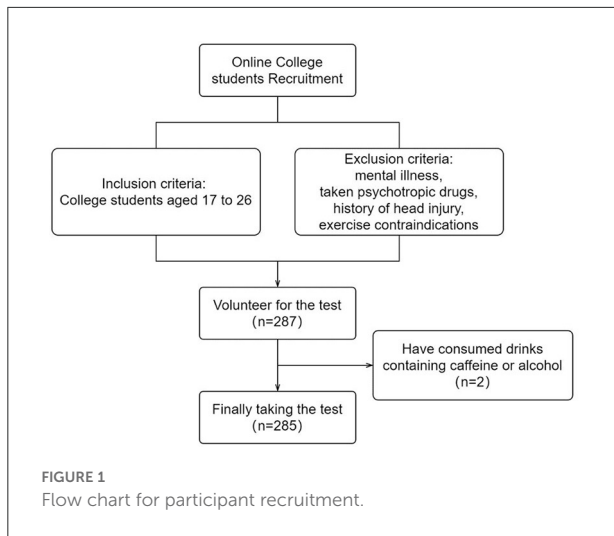 Online College
students Recruitment
Inclusion criteria:
College students aged 17 to 26
Exclusion criteria:
mental illness,
taken psychotropic drugs,
history of head injury,
exercise contraindications
Volunteer for the test
(n=287)
Have consumed drinks
containing caffeine or alcohol
(n=2)
Finally taking the test
(n=285)
FIGURE 1
Flow chart for participant recruitment.